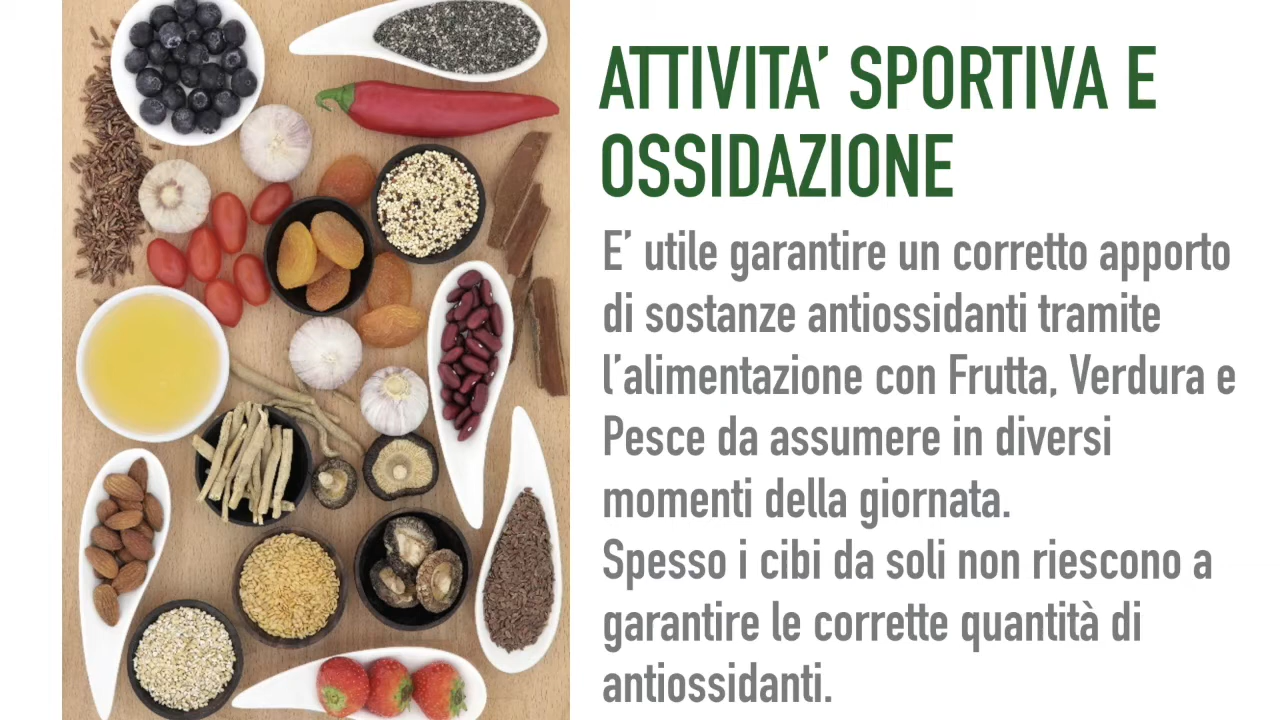 ATTIVITA’ SPORTIVA E
OSSIDAZIONE
E’ utile garantire un corretto apporto
di sostanze antiossidanti tramite
l’alimentazione con Frutta, Verdura e
Pesce da assumere in diversi
momenti della giornata.
Spesso i cibi da soli non riescono a
garantire le corrette quantità di
antiossidanti.